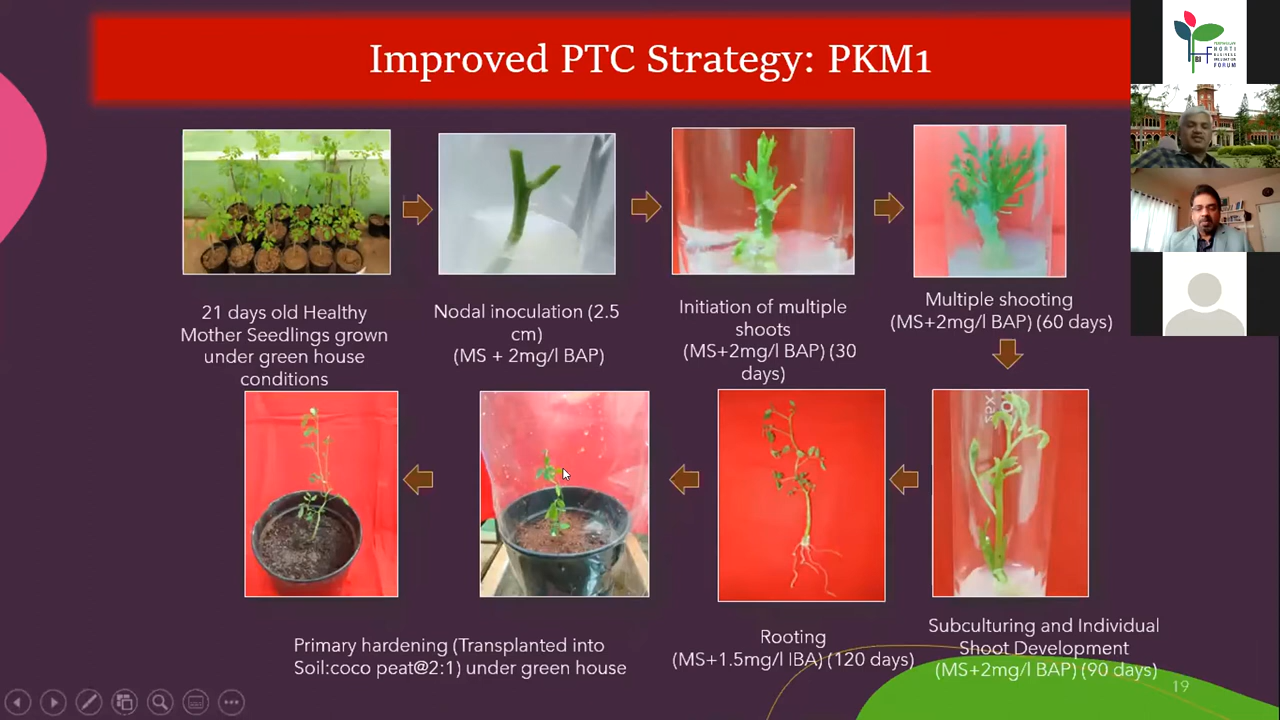 Improved PTC Strategy: PKM1
HORTI
FORUM
21 days old Healthy
Mother Seedlings grown
under green house
conditions
Nodal inoculation (2.5
cm)
(MS + 2mg/l BAP)
Initiation of multiple
shoots
(MS+2mg/l BAP) (30
days)
Multiple shooting
(MS+2mg/l BAP) (60 days)
Primary hardening (Transplanted into
Soil:coco peat@2:1) under green house
Rooting
(MS+1.5mg/l IBA) (120 days)
Subculturing and Individual
Shoot Development
(MS+2mg/l BAP) (90 days)
19